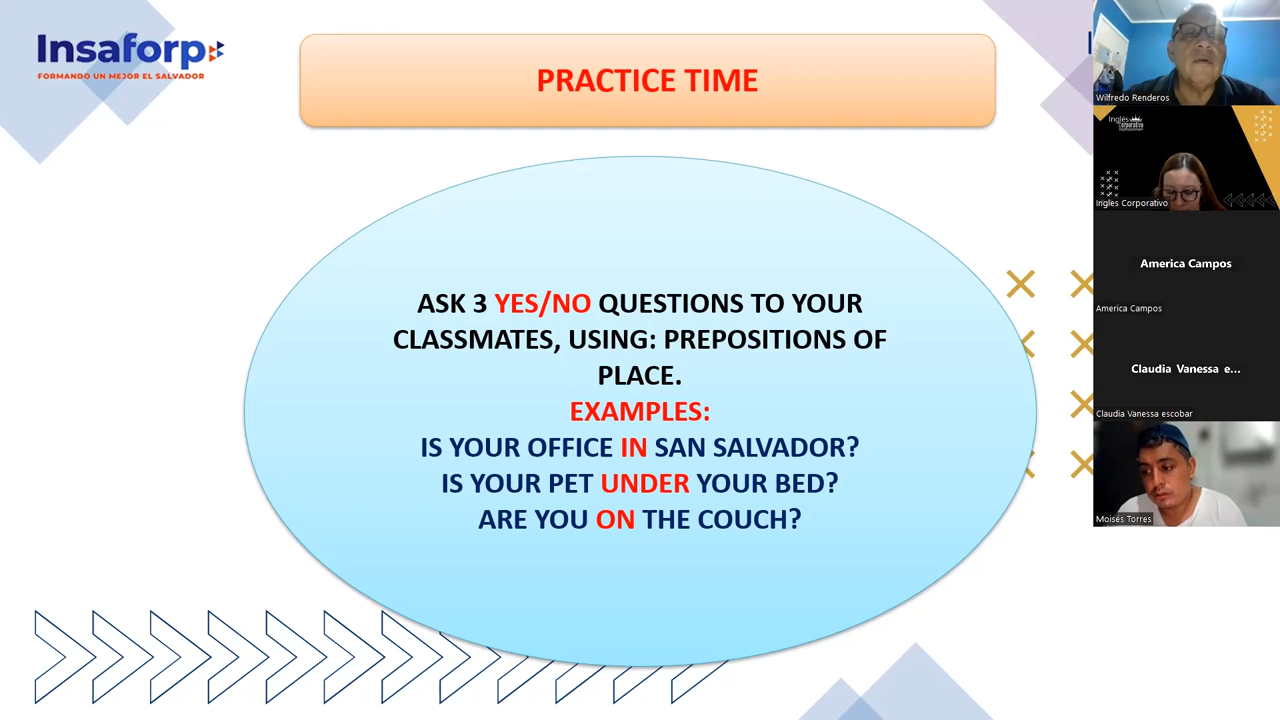 Insaforp
FORMANDO UN MEJOR EL SALVADOR
PRACTICE TIME
ASK 3 YES/NO QUESTIONS TO YOUR
CLASSMATES, USING: PREPOSITIONS OF
PLACE.
EXAMPLES:
IS YOUR OFFICE IN SAN SALVADOR?
IS YOUR PET UNDER YOUR BED?
ARE YOU ON THE COUCH?
Wilfredo Renderos
Inglés
Corporativo
Ingles Corporativo
America Campos
America Campos
Claudia Vanessa e...
Claudia Vanessa escobar
Moisés Torres